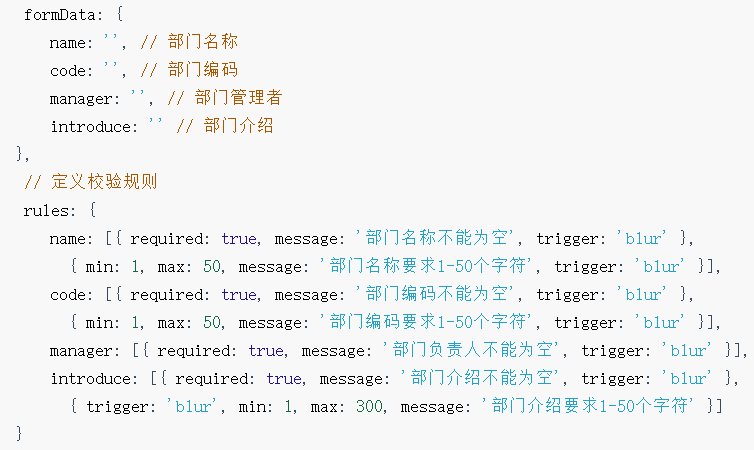 formData: {
name: '', // 部门名称
code: '', // 部门编码
manager: '', // 部门管理者
introduce: '' // 部门介绍
},
// 定义校验规则
rules: {
name: [{ required: true, message: '部门名称不能为空', trigger: 'blur' },
{ min: 1, max: 50, message: '部门名称要求1-50个字符', trigger: 'blur' }],
code: [{ required: true, message: '部门编码不能为空', trigger: 'blur' },
{ min: 1, max: 50, message: '部门编码要求1-50个字符', trigger: 'blur' }],
manager: [{ required: true, message: '部门负责人不能为空', trigger: 'blur' }],
introduce: [{ required: true, message: '部门介绍不能为空', trigger: 'blur' },
{ trigger: 'blur', min: 1, max: 300, message: '部门介绍要求1-50个字符' }]
}